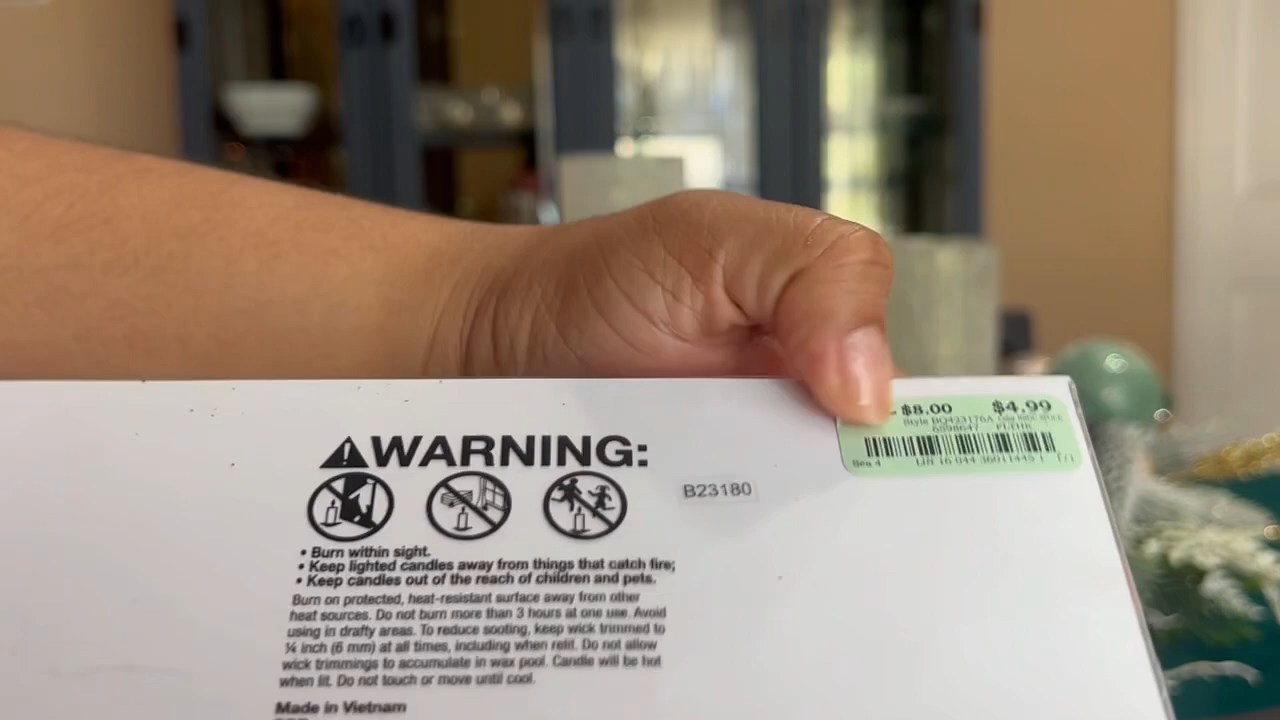 $8.00 $4.99
Style BQ423176A
6598647
WARNING:
B23180
• Burn within sight.
• Keep lighted candles away from things that catch fire;
• Keep candles out of the reach of children and pets.
Burn on protected, heat-resistant surface away from other
heat sources. Do not burn more than 3 hours at one use. Avoid
using in drafty areas. To reduce sooting, keep wick trimmed to
¼ inch (6 mm) at all times, including when relit. Do not allow
wick trimmings to accumulate in wax pool. Candle will be hot
when lit. Do not touch or move until cool.
Made in Vietnam